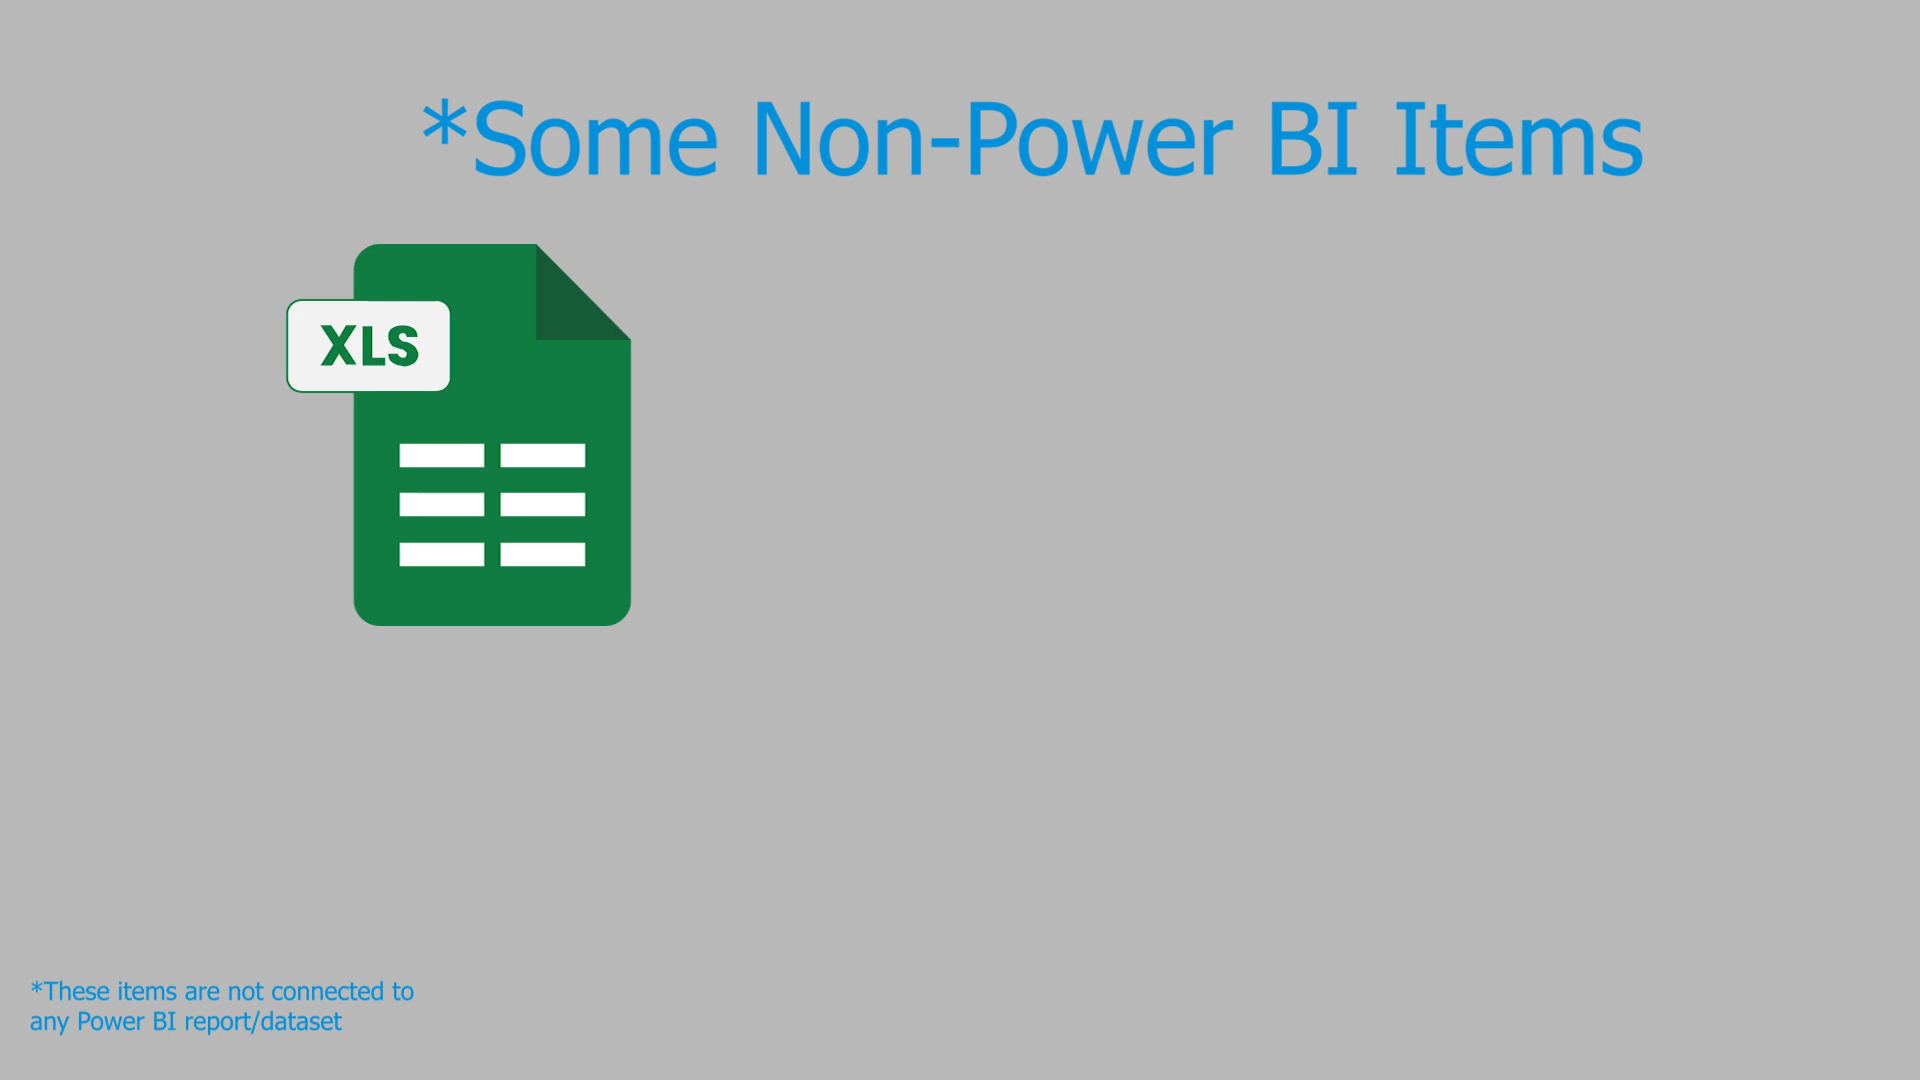 *Some Non-Power BI Items
XLS
*These items are not connected to
any Power BI report/dataset